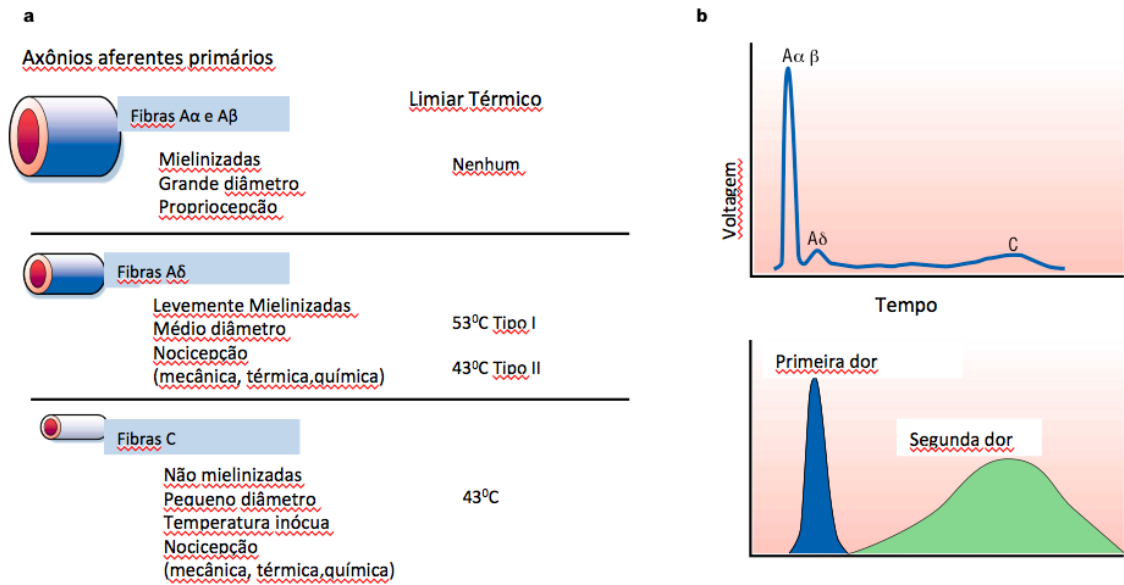 a
Axônios aferentes primários
Limiar Térmico
Fibras Aα e Aβ
Mielinizadas
Grande diâmetro
Propriocepção
Nenhum
Fibras Aδ
Levemente Mielinizadas
Médio diâmetro
Nocicepção
(mecânica, térmica,química)
53⁰C Tipo I
43⁰C Tipo II
Fibras C
Não mielinizadas
Pequeno diâmetro
Temperatura inócua
Nocicepção
(mecânica, térmica,química)
43⁰C
b
Aα β
Aδ
C
Voltagem
Tempo
Primeira dor
Segunda dor